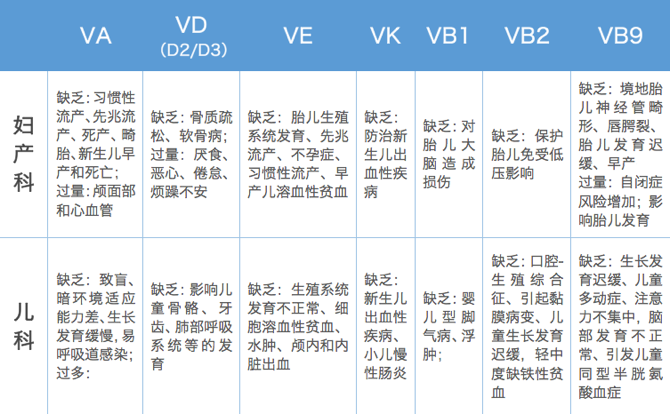 VA
VD
（D2/D3）
VE
VK
VB1
VB2
VB9
妇产科
缺乏：习惯性
流产、先兆流
产、死产、畸
胎、新生儿早
产和死亡；
过量：颅面部
和心血管
缺乏：骨质疏
松、软骨病；
过量：厌食、
恶心、倦怠、
烦躁不安
缺乏：胎儿生殖
系统发育、先兆
流产、不孕症、
习惯性流产、早
产儿溶血性贫血
缺乏：
防治新
生儿出
血性疾
病
缺乏：对
胎儿大
脑造成
损伤
缺乏：保护
胎儿免受低
压影响
缺乏：境地胎
儿神经管畸
形、唇腭裂、
胎儿发育迟
缓、早产
过量：自闭症
风险增加；影
响胎儿发育
儿科
缺乏：致盲、
暗环境适应
能力差、生长
发育缓慢，易
呼吸道感染；
过多：
缺乏：影响儿
童骨骼、牙
齿、肺部呼吸
系统等的发
育
缺乏：生殖系统
发育不正常、细
胞溶血性贫血、
水肿、颅内和内
脏出血
缺乏：
新生儿
出血性
疾病、
小儿慢
性肠炎
缺乏：婴
儿型脚
气病、浮
肿；
缺乏：口腔-
生殖综合
征、引起黏
膜病变、儿
童生长发育
迟缓，轻中
度缺铁性贫
血
缺乏：生长发
育迟缓、儿童
多动症、注意
力不集中，脑
部发育不正
常、引发儿童
同型半胱氨
酸血症